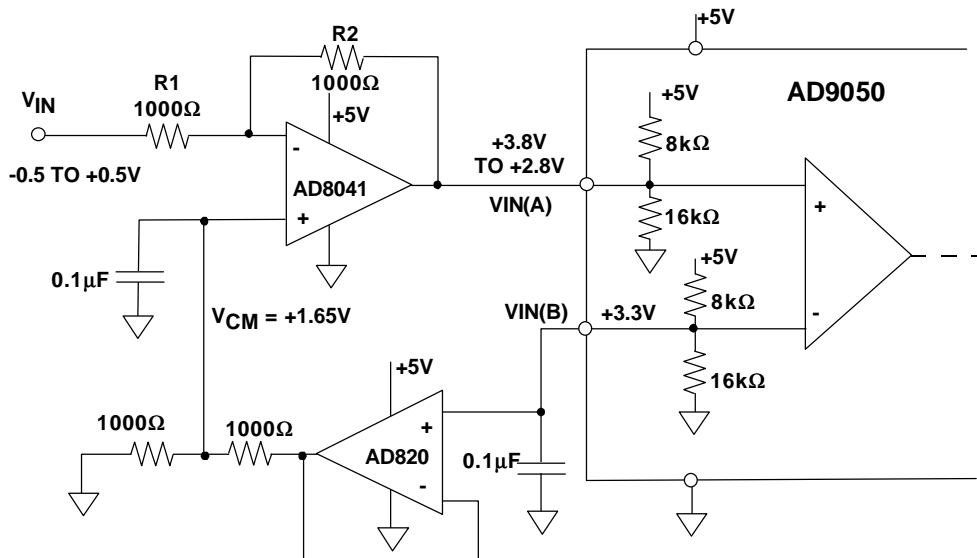 +5V
R2
1000Ω
R1
1000Ω
VIN
-0.5 TO +0.5V
+5V
-
AD8041
+
0.1μF
VCM = +1.65V
+3.8V
TO +2.8V
VIN(A)
AD9050
+5V
8kΩ
16kΩ
+
-
+5V
8kΩ
16kΩ
VIN(B)
+3.3V
+5V
1000Ω
1000Ω
AD820
+
-
0.1μF